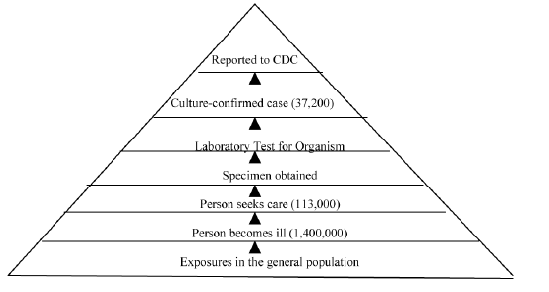 Reported to CDC
Culture-confirmed case (37,200)
Laboratory Test for Organism
Specimen obtained
Person seeks care (113,000)
Person becomes ill (1,400,000)
Exposures in the general population